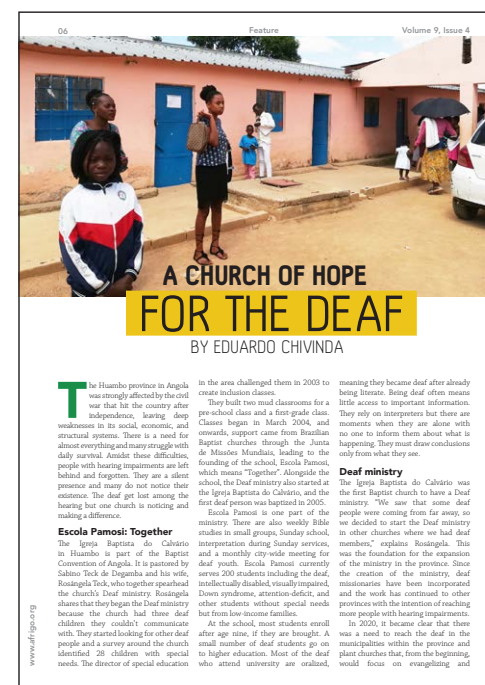 06
Feature
Volume 9, Issue 4
A CHURCH OF HOPE
FOR THE DEAF
BY EDUARDO CHIVINDA
The Huambo province in Angola
was strongly affected by the civil
war that hit the country after
independence, leaving deep
weaknesses in its social, economic, and
structural systems. There is a need for
almost everything and many struggle with
daily survival. Amidst these difficulties,
people with hearing impairments are left
behind and forgotten. They are a silent
presence and many do not notice their
existence. The deaf get lost among the
hearing but one church is noticing and
making a difference.
Escola Pamosi: Together
The Igreja Baptista do Calvário
in Huambo is part of the Baptist
Convention of Angola. It is pastored by
Sabino Teck de Degamba and his wife,
Rosángela Teck, who together spearhead
the church's Deaf ministry. Rosángela
shares that they began the Deaf ministry
because the church had three deaf
children they couldn't communicate
with. They started looking for other deaf
people and a survey around the church
identified 28 children with special
needs. The director of special education
in the area challenged them in 2003 to
create inclusion classes.
They built two mud classrooms for a
pre-school class and a first-grade class.
Classes began in March 2004, and
onwards, support came from Brazilian
Baptist churches through the Junta
de Missões Mundiais, leading to the
founding of the school, Escola Pamosi,
which means "Together". Alongside the
school, the Deaf ministry also started at
the Igreja Baptista do Calvário, and the
first deaf person was baptized in 2005.
Escola Pamosi is one part of the
ministry. There are also weekly Bible
studies in small groups, Sunday school,
interpretation during Sunday services,
and a monthly city-wide meeting for
deaf youth. Escola Pamosi currently
serves 200 students including the deaf,
intellectually disabled, visually impaired,
Down syndrome, attention-deficit, and
other students without special needs
but from low-income families.
At the school, most students enroll
after age nine, if they are brought. A
small number of deaf students go on
to higher education. Most of the deaf
who attend university are oralized,
meaning they became deaf after already
being literate. Being deaf often means
little access to important information.
They rely on interpreters but there are
moments when they are alone with
no one to inform them about what is
happening. They must draw conclusions
only from what they see.
Deaf ministry
The Igreja Baptista do Calvário was
the first Baptist church to have a Deaf
ministry. "We saw that some deaf
people were coming from far away, so
we decided to start the Deaf ministry
in other churches where we had deaf
members," explains Rosángela. This
was the foundation for the expansion
of the ministry in the province. Since
the creation of the ministry, deaf
missionaries have been incorporated
and the work has continued to other
provinces with the intention of reaching
more people with hearing impairments.
In 2020, it became clear that there
was a need to reach the deaf in the
municipalities within the province and
plant churches that, from the beginning,
would focus on evangelizing and
www.afrigo.org